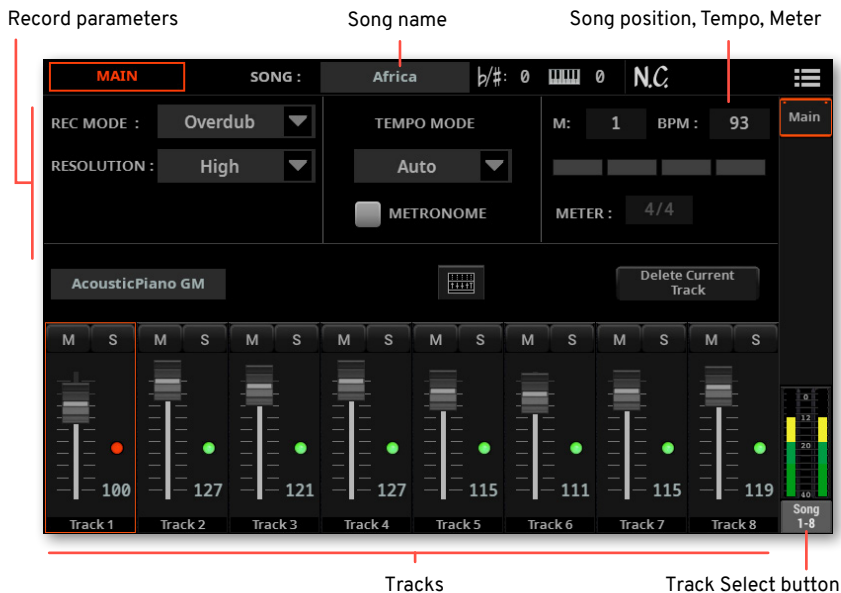 Record parameters
Song name
Song position, Tempo, Meter
MAIN
SONG :
Africa
♭/#: 0
0
N.C.
REC MODE :
Overdub
TEMPO MODE
M:
1
BPM :
93
Main
RESOLUTION :
High
Auto
METRONOME
METER :
4/4
AcousticPiano GM
Delete Current
Track
M S M S M S M S M S M S M S M S
0
12
20
40
100
127
121
127
115
111
115
119
Track 1
Track 2
Track 3
Track 4
Track 5
Track 6
Track 7
Track 8
Song
1-8
Tracks
Track Select button